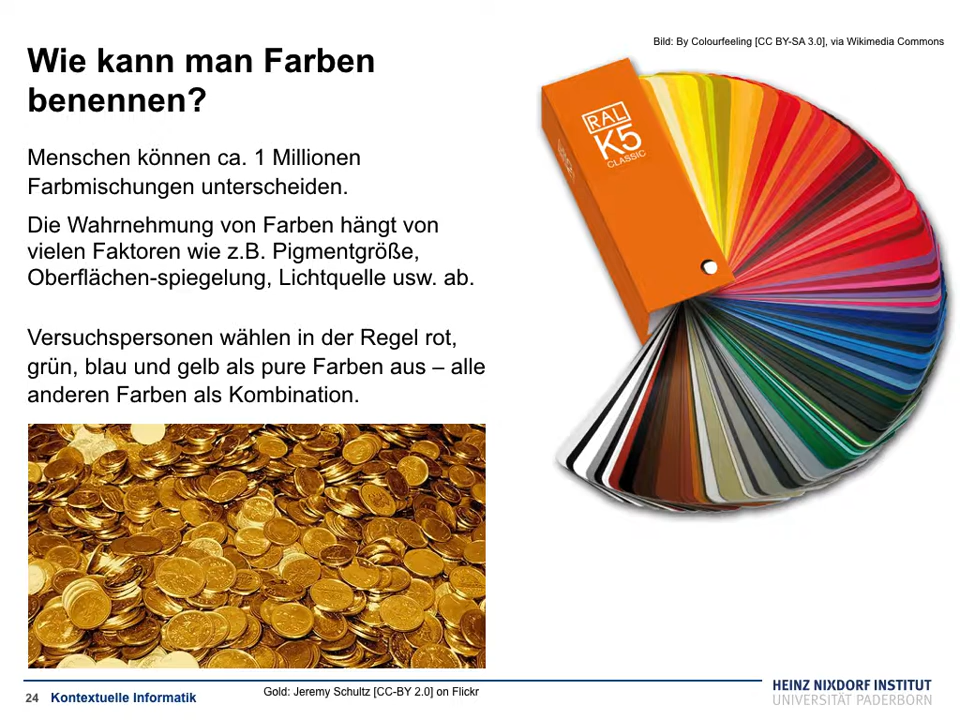 Wie kann man Farben
benennen?
Bild: By Colourfeeling [CC BY-SA 3.0], via Wikimedia Commons
Menschen können ca. 1 Millionen
Farbmischungen unterscheiden.
Die Wahrnehmung von Farben hängt von
vielen Faktoren wie z.B. Pigmentgröße,
Oberflächen-spiegelung, Lichtquelle usw. ab.
Versuchspersonen wählen in der Regel rot,
grün, blau und gelb als pure Farben aus – alle
anderen Farben als Kombination.
RAL
K5
CLASSIC
24 Kontextuelle Informatik
Gold: Jeremy Schultz [CC-BY 2.0] on Flickr
HEINZ NIXDORF INSTITUT
UNIVERSITÄT PADERBORN